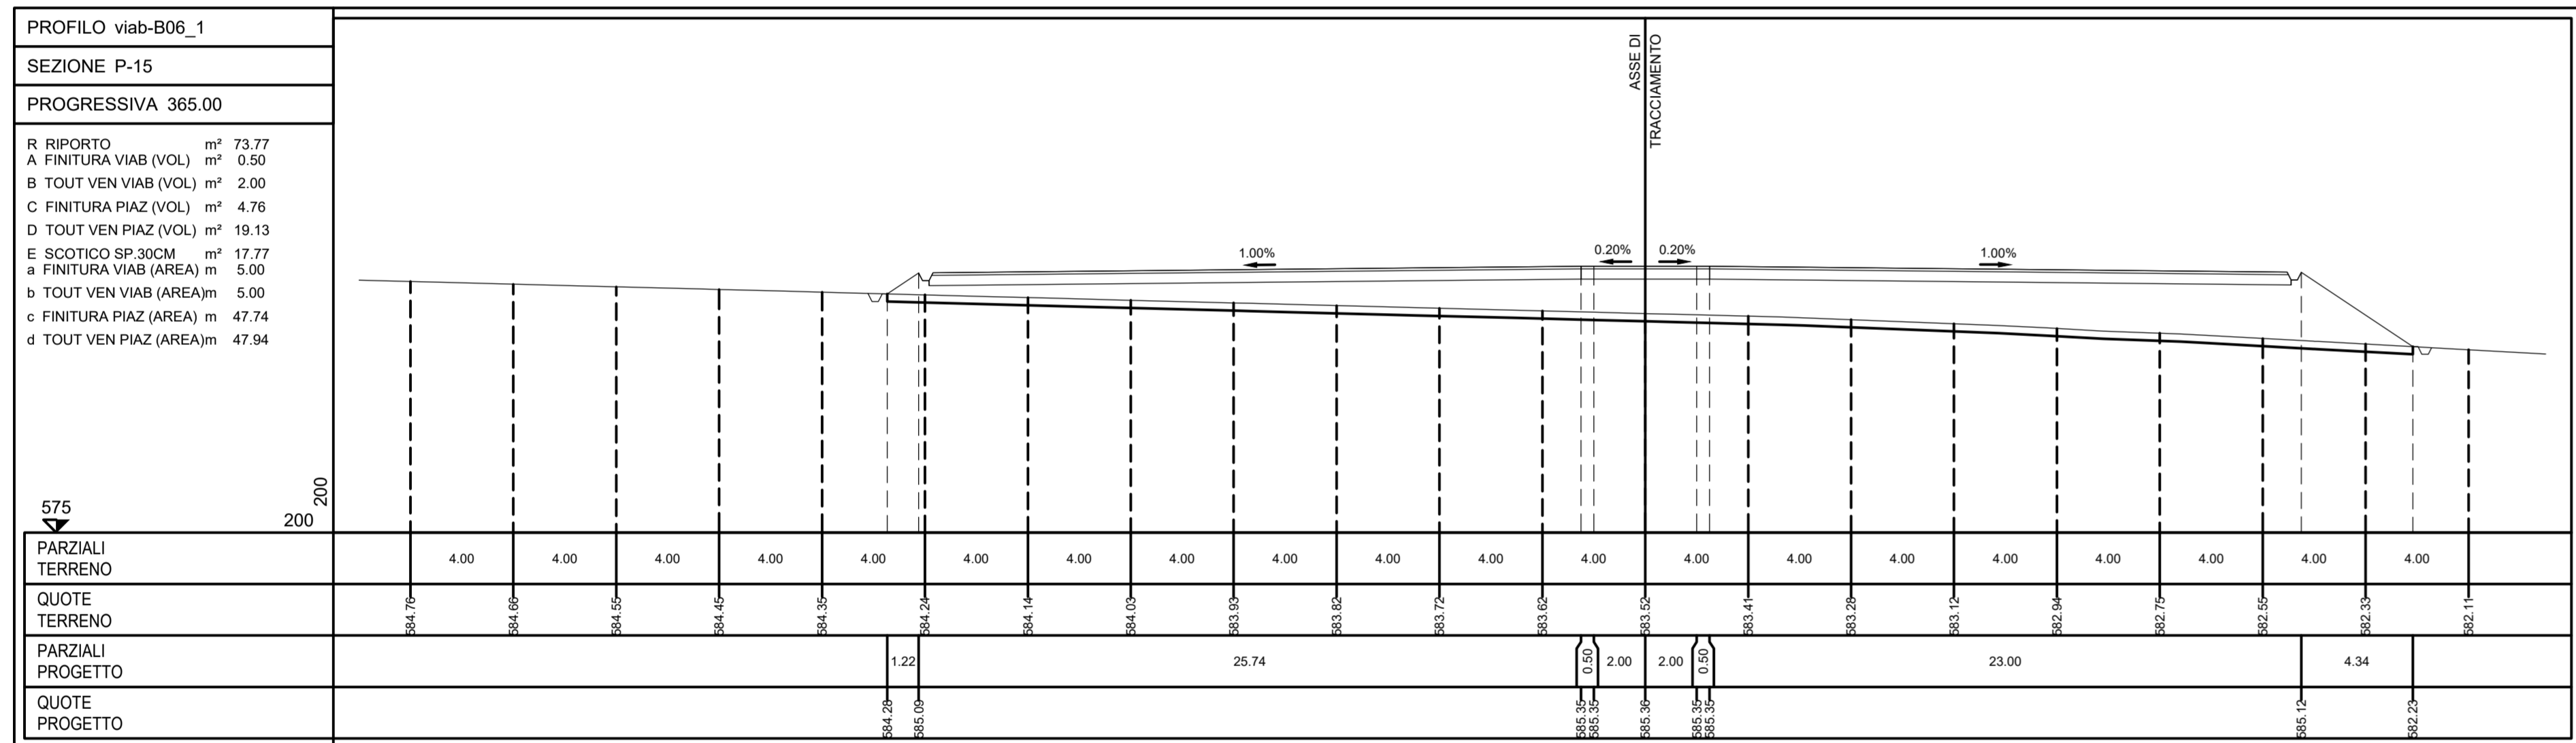 PROFILO viab-B06_1
SEZIONE P-15
PROGRESSIVA 365.00
R RIPORTO m² 73.77
A FINITURA VIAB (VOL) m² 0.50
B TOUT VEN VIAB (VOL) m² 2.00
C FINITURA PIAZ (VOL) m² 4.76
D TOUT VEN PIAZ (VOL) m² 19.13
E SCOTICO SP.30CM m² 17.77
a FINITURA VIAB (AREA) m 5.00
b TOUT VEN VIAB (AREA)m 5.00
c FINITURA PIAZ (AREA) m 47.74
d TOUT VEN PIAZ (AREA)m 47.94
575
200
200
ASSE DI
TRACCIAMENTO
1.00% 0.20% 0.20% 1.00%
PARZIALI
TERRENO
4.00 4.00 4.00 4.00 4.00 4.00 4.00 4.00 4.00 4.00 4.00 4.00 4.00 4.00 4.00 4.00 4.00 4.00 4.00 4.00
QUOTE
TERRENO
584.76 584.66 584.55 584.45 584.35 584.24 584.14 584.03 583.93 583.82 583.72 583.62 583.52 583.41 583.28 583.12 582.94 582.75 582.55 582.33 582.11
PARZIALI
PROGETTO
1.22 25.74 0.50 2.00 2.00 0.50 23.00 4.34
QUOTE
PROGETTO
584.28 585.09 585.35 585.35 585.36 585.35 585.35 585.12 582.23